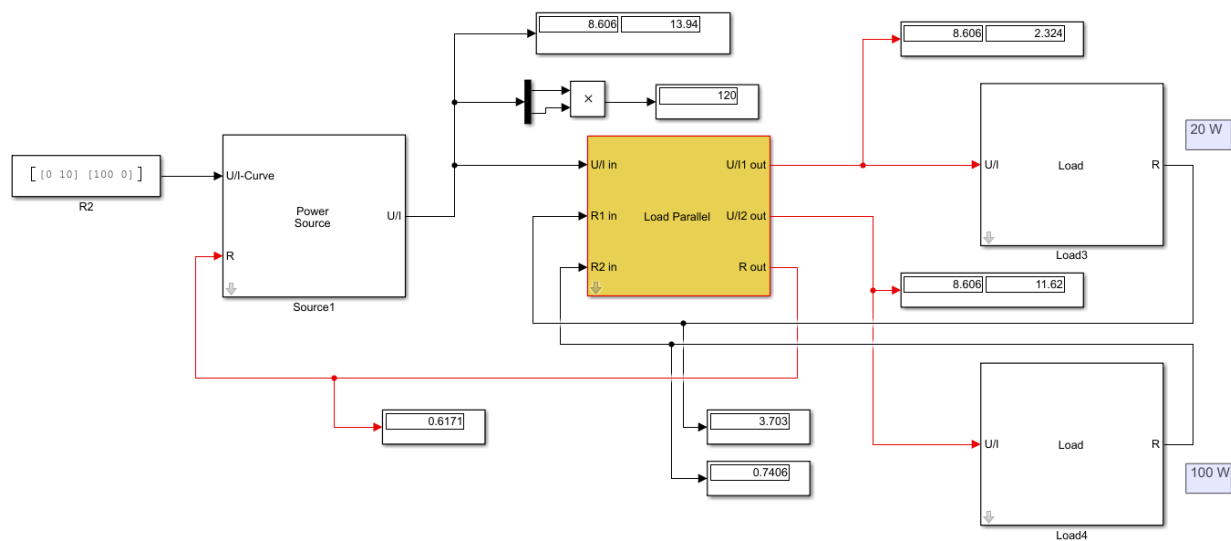 8.606 13.94
8.606 2.324
120
×
[[0 10] [100 0]]
R2
U/I-Curve
R
Power
Source
U/I
Source1
U/I in
R1 in
R2 in
Load Parallel
U/I1 out
U/I2 out
R out
U/I
Load
R
Load3
20 W
8.606 11.62
0.6171
3.703
0.7406
U/I
Load
R
Load4
100 W